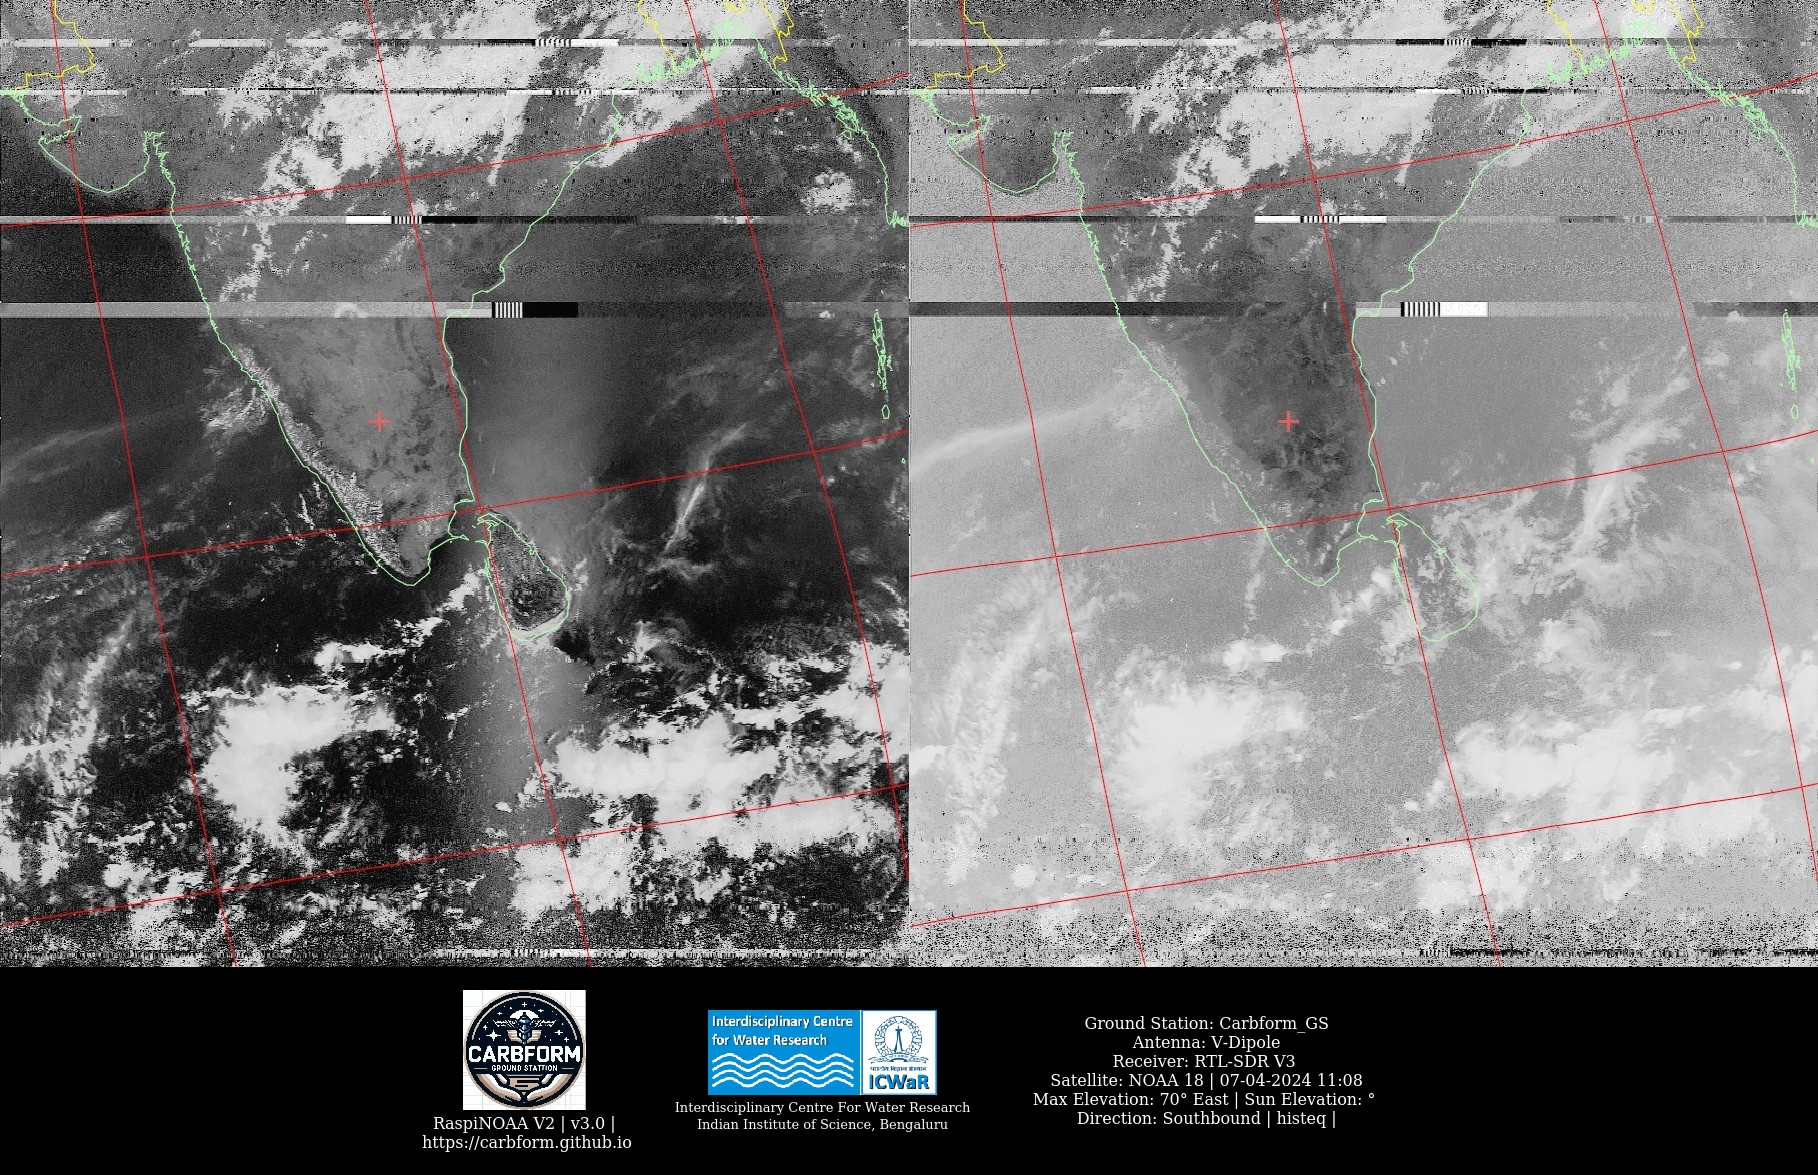 CARBFORM
GROUND STATTION
RaspiNOAA V2 | v3.0 |
https://carbform.github.io
Interdisciplinary Centre
for Water Research
भारतीय विज्ञान संस्थान
ICWaR
Interdisciplinary Centre For Water Research
Indian Institute of Science, Bengaluru
Ground Station: Carbform_GS
Antenna: V-Dipole
Receiver: RTL-SDR V3
Satellite: NOAA 18 | 07-04-2024 11:08
Max Elevation: 70° East | Sun Elevation: °
Direction: Southbound | histeq |